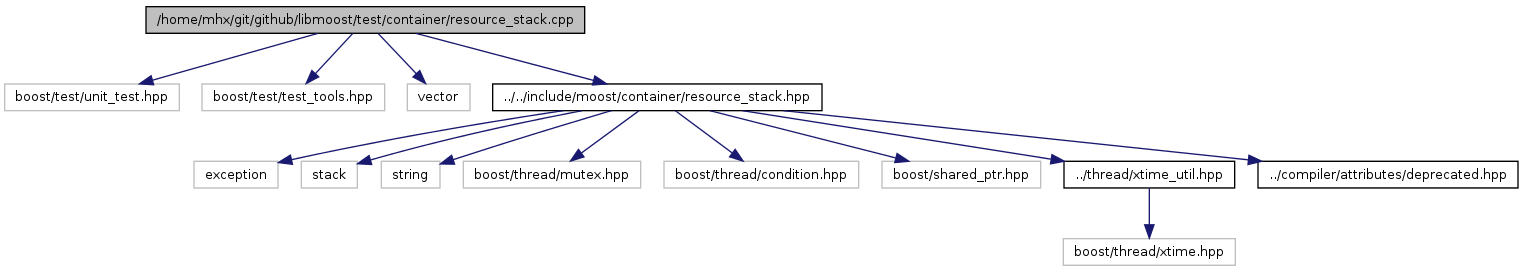 /home/mhx/git/github/libmoost/test/container/resource_stack.cpp
boost/test/unit_test.hpp
boost/test/test_tools.hpp
vector
../../include/moost/container/resource_stack.hpp
exception
stack
string
boost/thread/mutex.hpp
boost/thread/condition.hpp
boost/shared_ptr.hpp
../thread/xtime_util.hpp
../compiler/attributes/deprecated.hpp
boost/thread/xtime.hpp